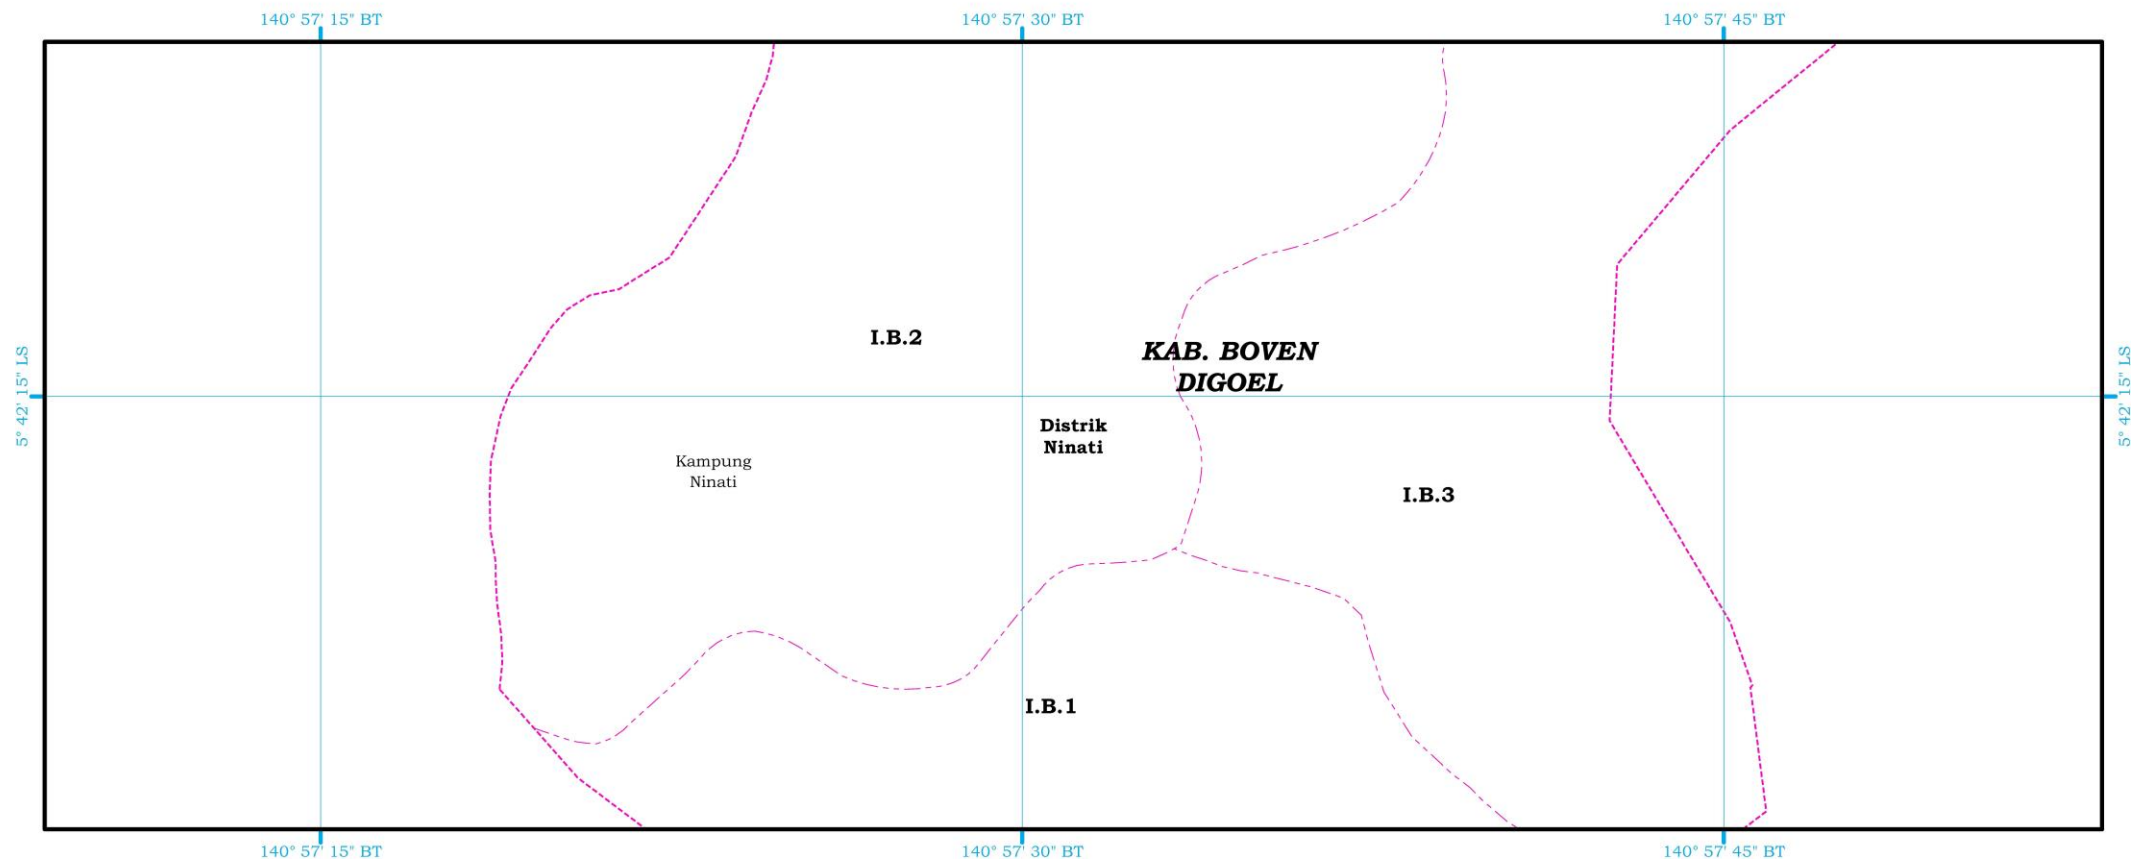 140° 57' 15" BT
140° 57' 30" BT
140° 57' 45" BT
I.B.2
KAB. BOVEN
DIGOEL
5° 42' 15" LS
5° 42' 15" LS
Distrik
Ninati
Kampung
Ninati
I.B.3
I.B.1
140° 57' 15" BT
140° 57' 30" BT
140° 57' 45" BT